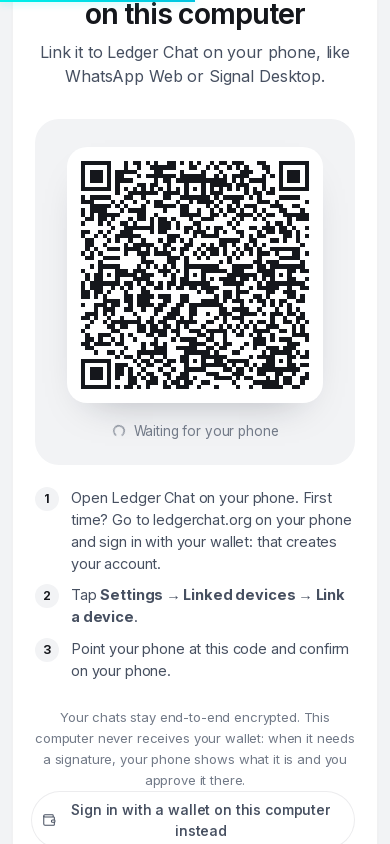 on this computer
Link it to Ledger Chat on your phone, like
WhatsApp Web or Signal Desktop.
Waiting for your phone
1 Open Ledger Chat on your phone. First
time? Go to ledgerchat.org on your phone
and sign in with your wallet: that creates
your account.
2 Tap Settings → Linked devices → Link
a device.
3 Point your phone at this code and confirm
on your phone.
Your chats stay end-to-end encrypted. This
computer never receives your wallet: when it needs
a signature, your phone shows what it is and you
approve it there.
Sign in with a wallet on this computer
instead